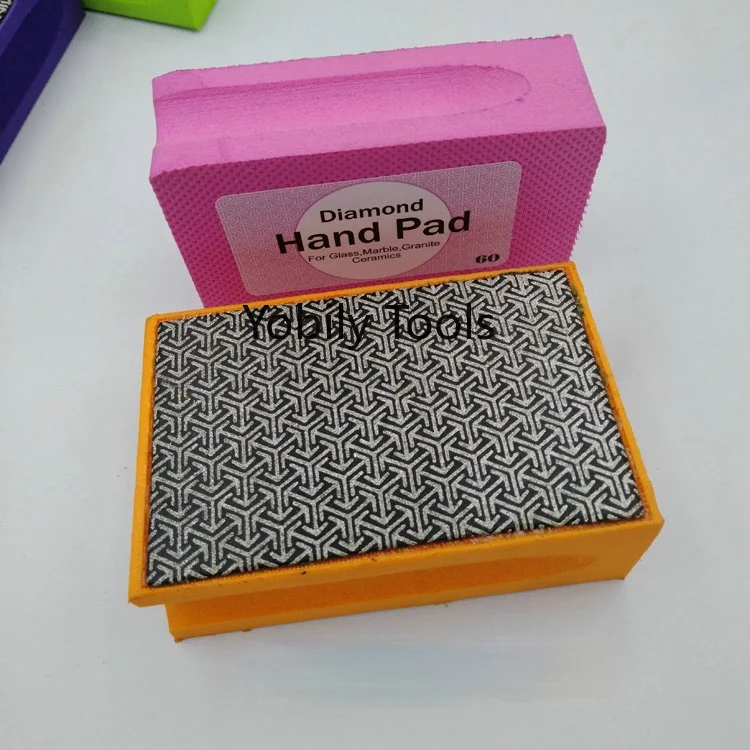 Diamond
Hand Pad
For Glass,Marble,Granite
Ceramics
60
Yobily Tools